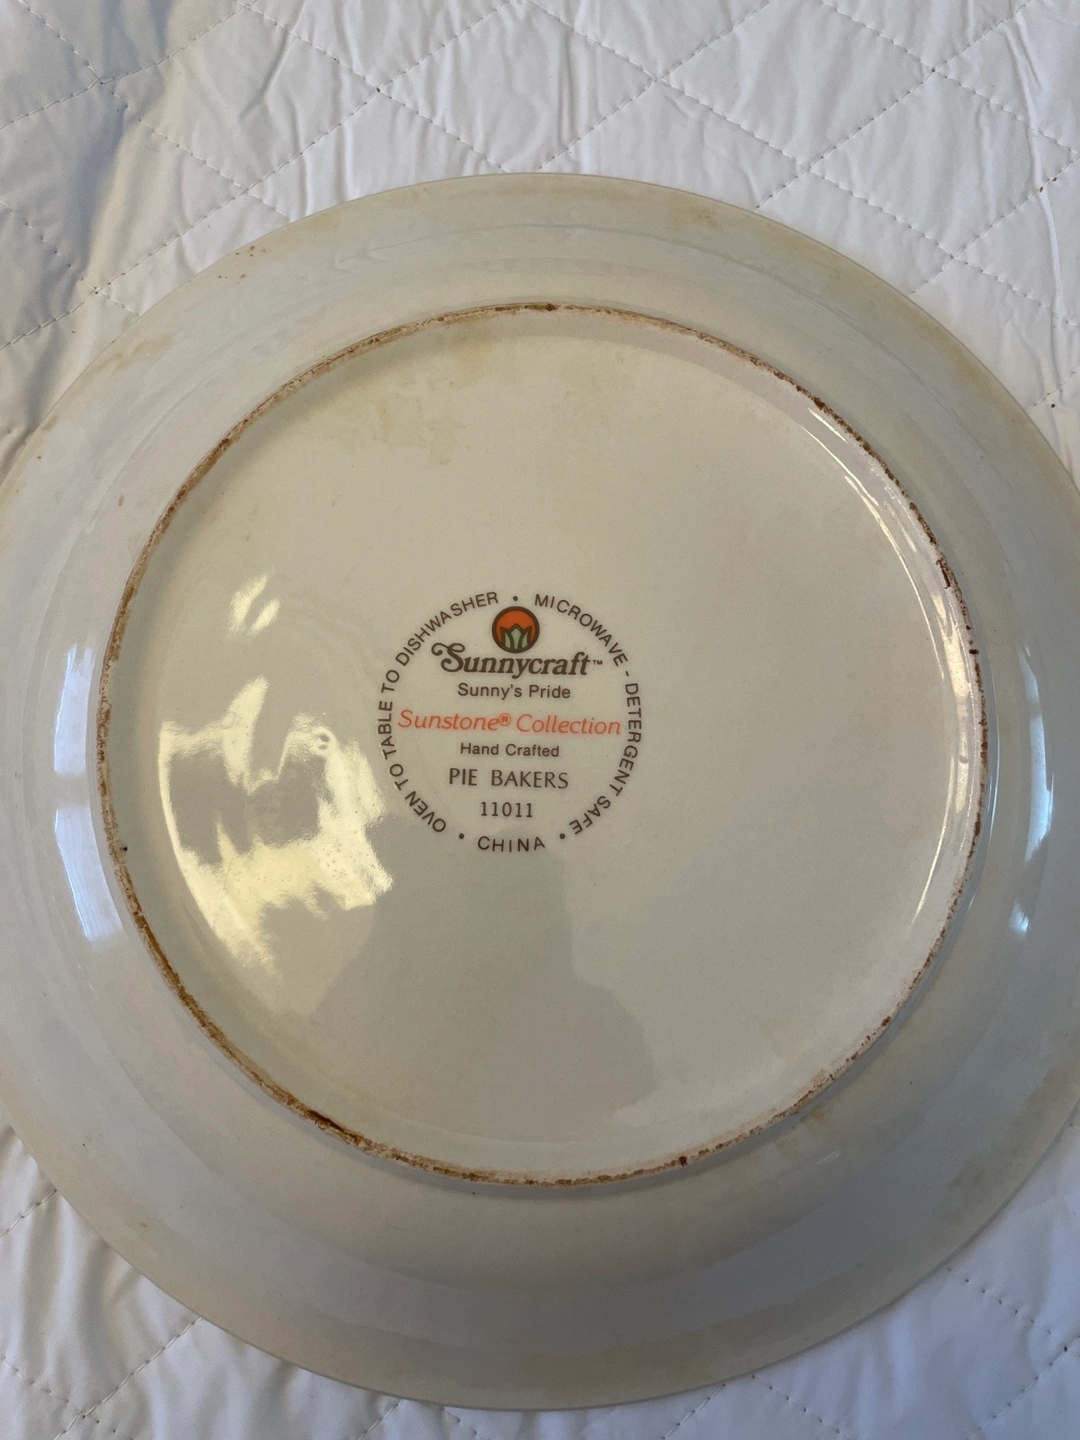 OVEN TO TABLE TO DISHWASHER • MICROWAVE - DETERGENT SAFE •
Sunnycraft™
Sunny's Pride
Sunstone® Collection
Hand Crafted
PIE BAKERS
11011
• CHINA •